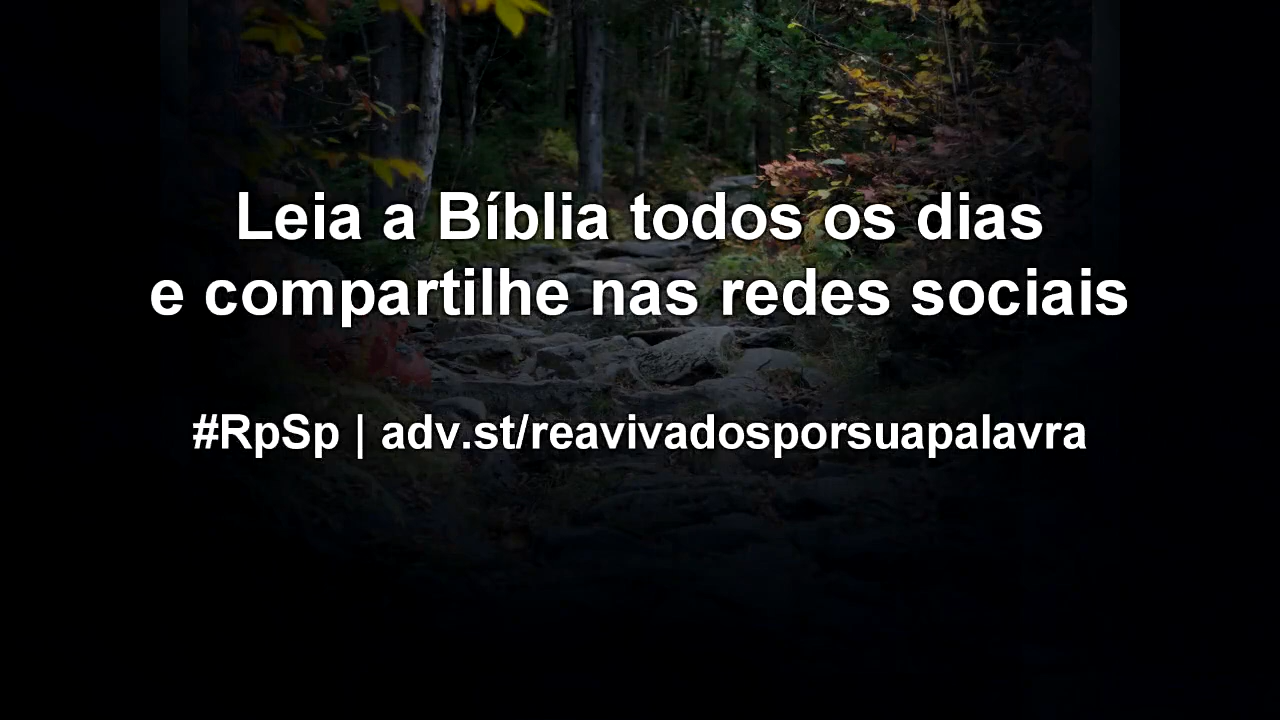 Leia a Bíblia todos os dias
e compartilhe nas redes sociais
#RpSp | adv.st/reavivadosporsuapalavra